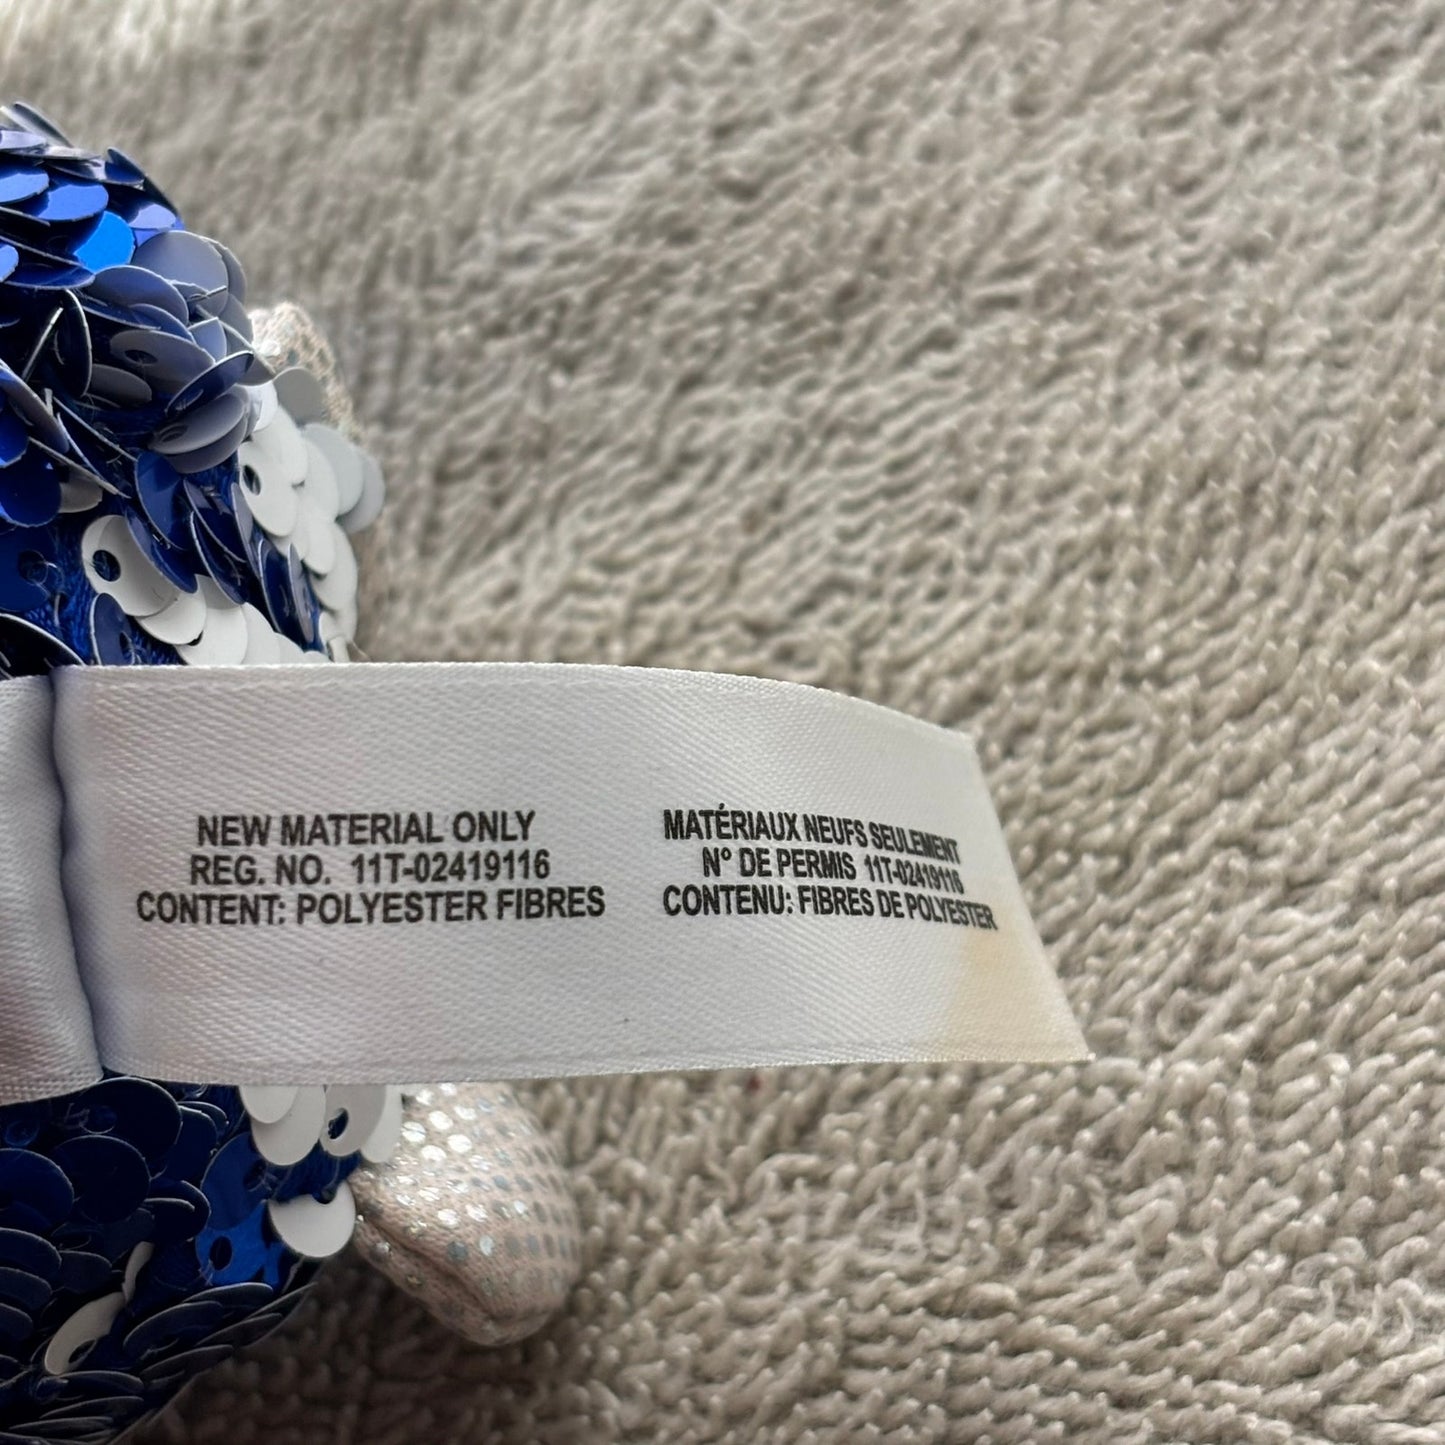 NEW MATERIAL ONLY
REG. NO. 11T-02419116
CONTENT: POLYESTER FIBRES
MATÉRIAUX NEUFS SEULEMENT
N° DE PERMIS 11T-02419116
CONTENU: FIBRES DE POLYESTER